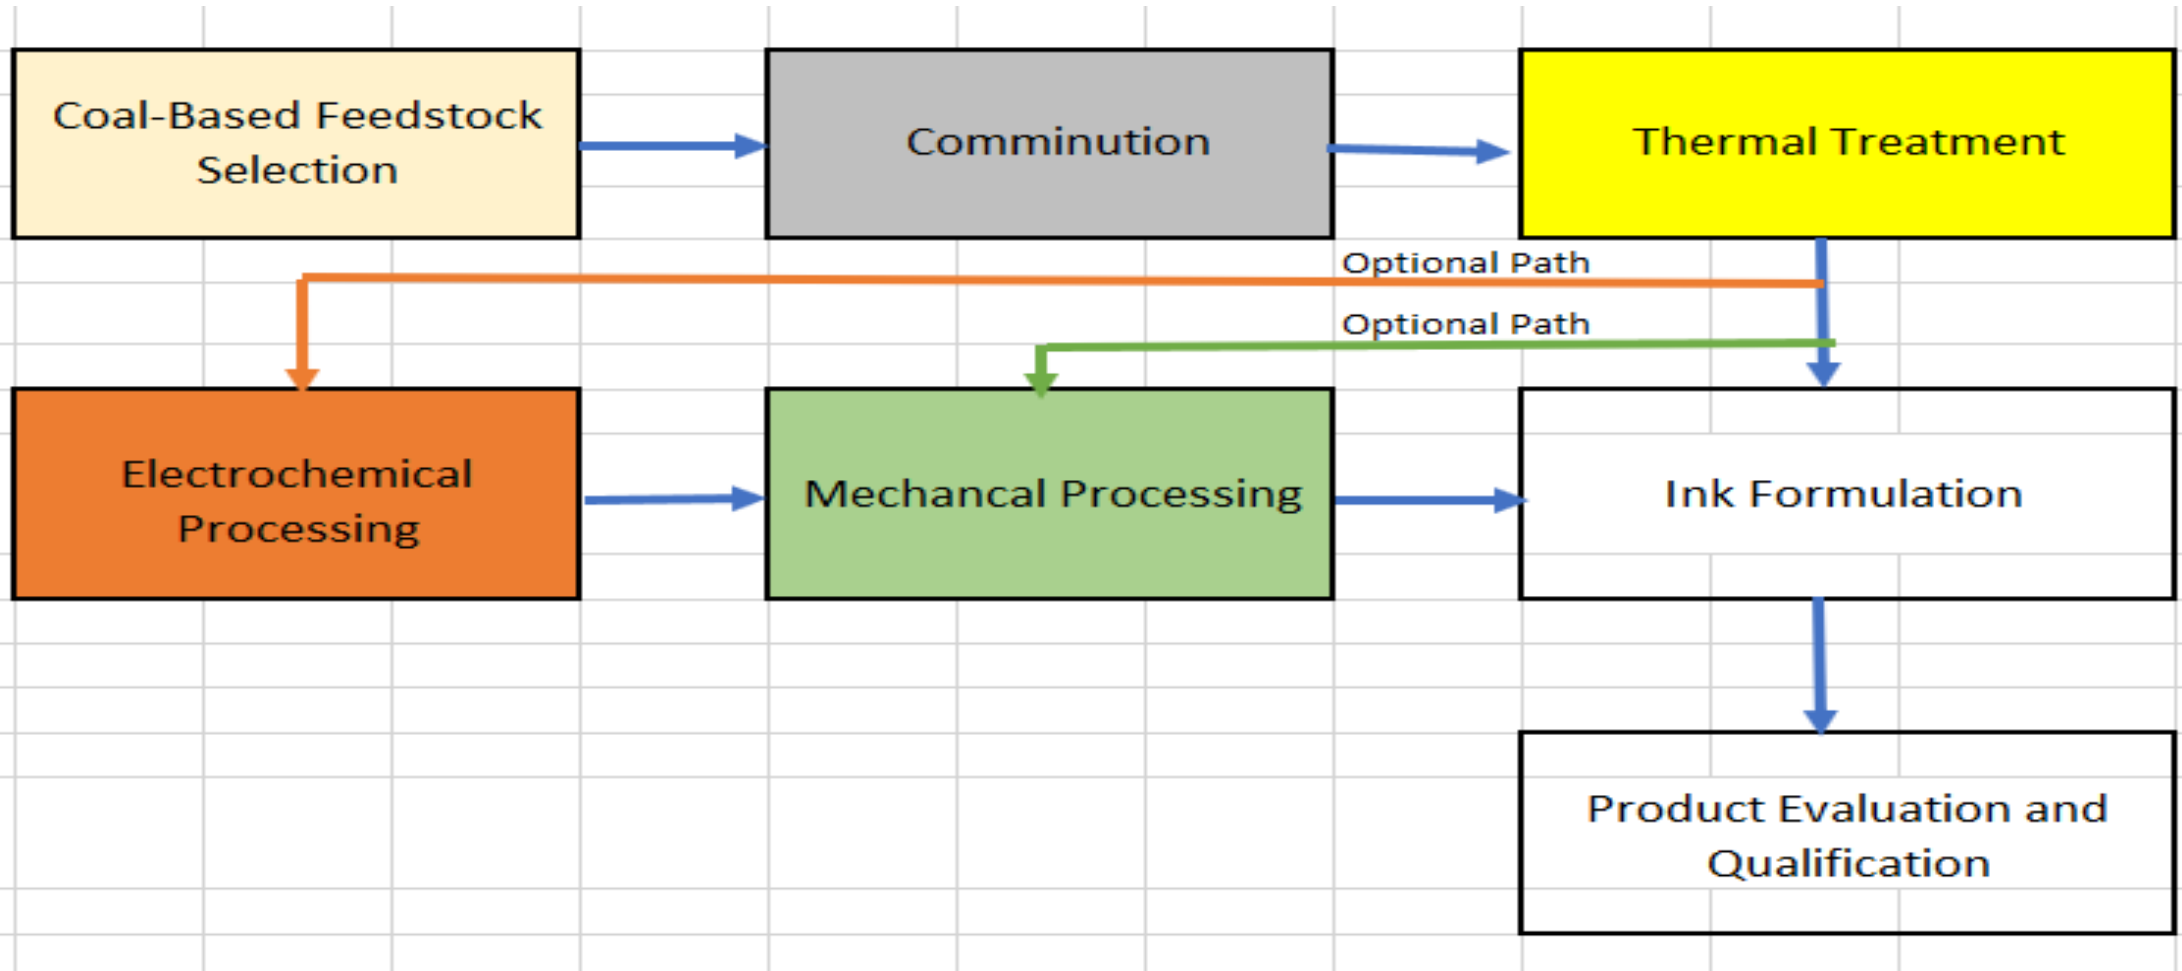 Coal-Based Feedstock
Selection
Comminution
Thermal Treatment
Optional Path
Optional Path
Electrochemical
Processing
Mechancal Processing
Ink Formulation
Product Evaluation and
Qualification